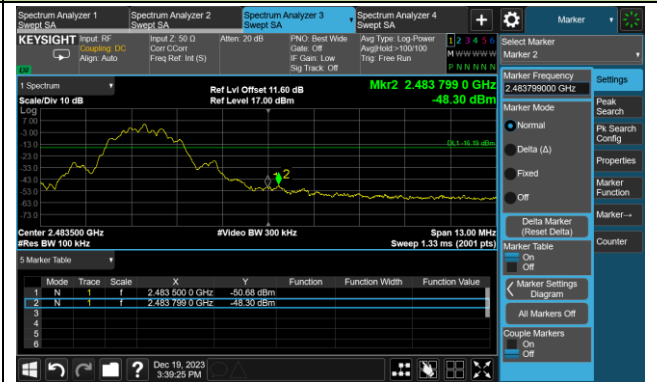 Spectrum Analyzer 1
Swept SA
Spectrum Analyzer 2
Swept SA
Spectrum Analyzer 3
Swept SA
Spectrum Analyzer 4
Swept SA
+
Marker
KEYSIGHT
Input: RF
Coupling: DC
Align: Auto
Input Z: 50 Ω
Corr CCorr
Freq Ref: Int (S)
Atten: 20 dB
PNO: Best Wide
Gate: Off
IF Gain: Low
Sig Track: Off
Avg Type: Log-Power
Avg|Hold:>100/100
Trig: Free Run
1 2 3 4 5 6
M W W W W W
P N N N N N
Select Marker
Marker 2
1 Spectrum
Scale/Div 10 dB
Log
Ref Lvl Offset 11.60 dB
Ref Level 17.00 dBm
Mkr2 2.483 799 0 GHz
-48.30 dBm
7.00
-3.00
-13.0
-23.0
-33.0
-43.0
-53.0
-63.0
-73.0
DL1 -16.19 dBm
2
Center 2.483500 GHz
#Res BW 100 kHz
#Video BW 300 kHz
Span 13.00 MHz
Sweep 1.33 ms (2001 pts)
5 Marker Table
Mode Trace Scale X Y Function Function Width Function Value
1 N 1 f 2.483 500 0 GHz -50.68 dBm
2 N 1 f 2.483 799 0 GHz -48.30 dBm
3
4
5
6
Marker Frequency
2.483799000 GHz
Marker Mode
Normal
Delta (Δ)
Fixed
Off
Delta Marker
(Reset Delta)
Marker Table
On
Off
Marker Settings
Diagram
All Markers Off
Couple Markers
On
Off
Settings
Peak
Search
Pk Search
Config
Properties
Marker
Function
Marker→
Counter
?
Dec 19, 2023
3:39:25 PM